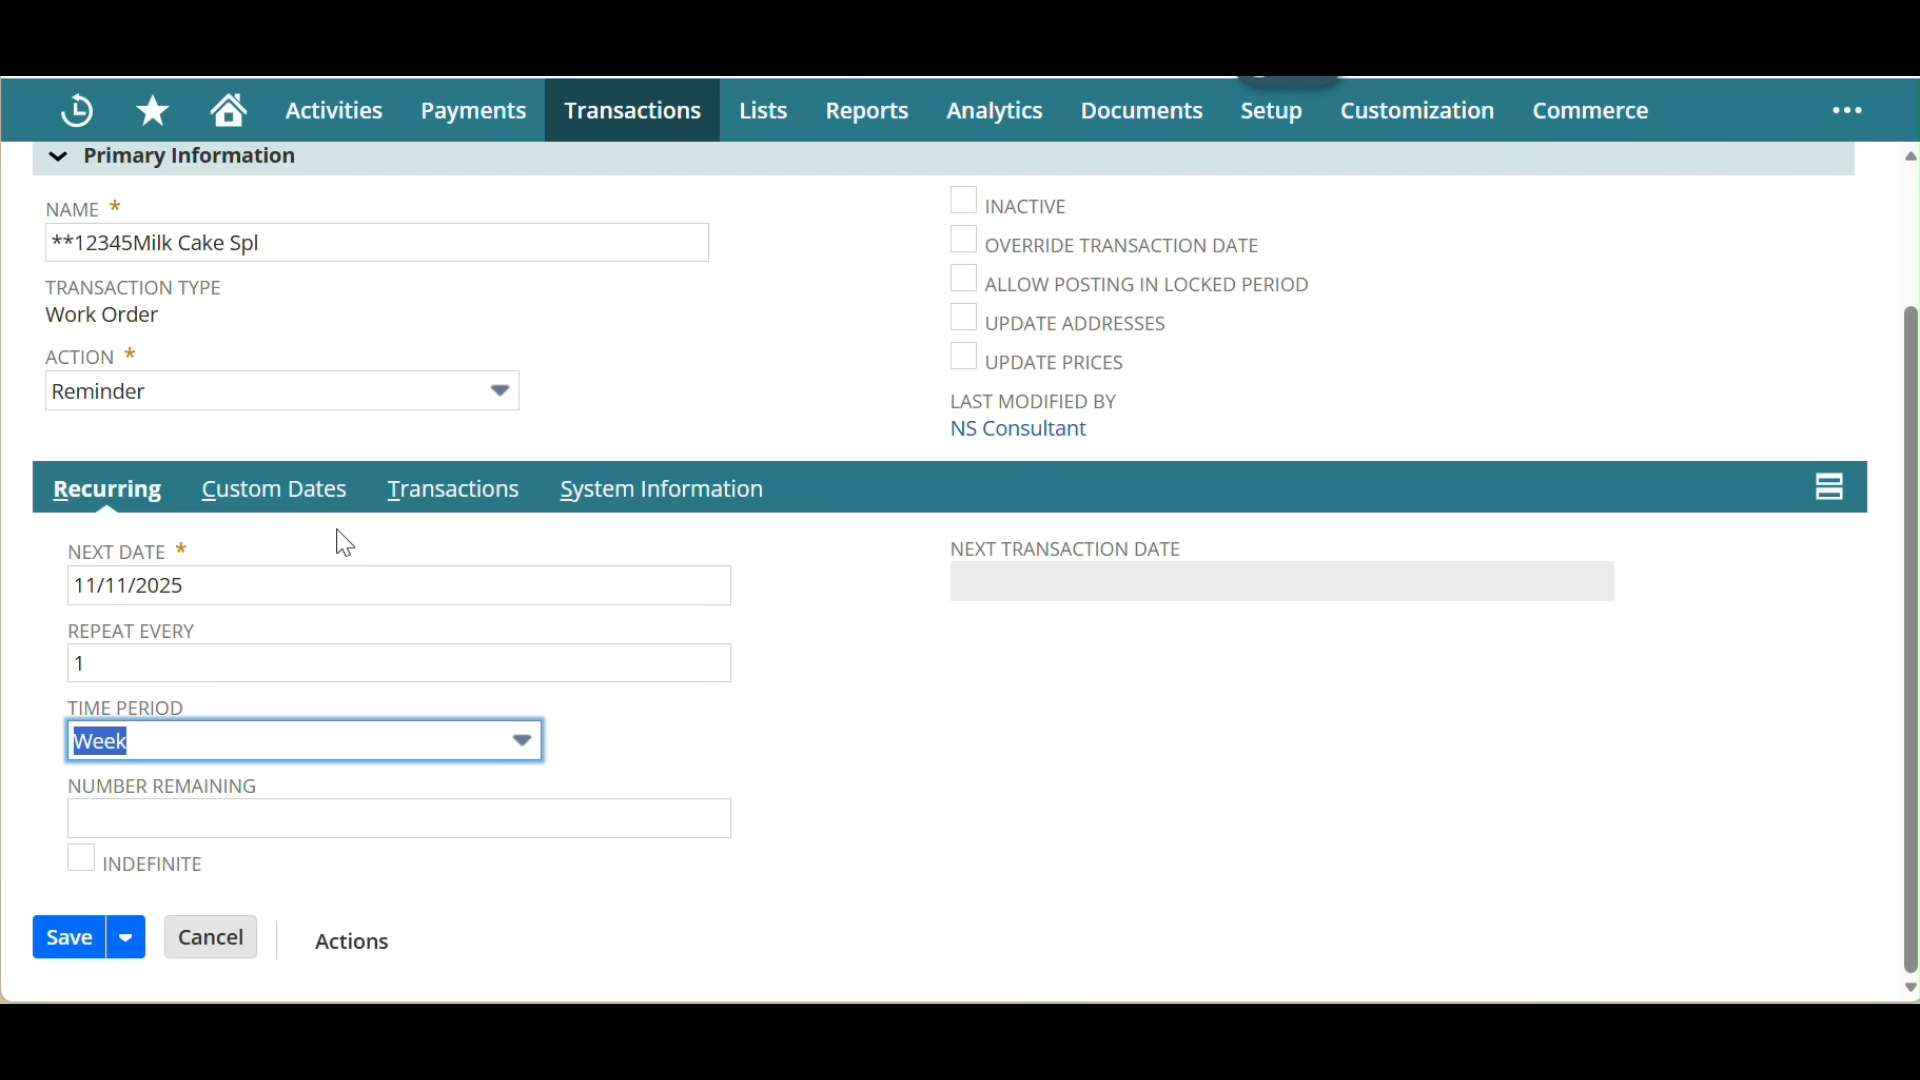 Activities Payments Transactions Lists Reports Analytics Documents Setup Customization Commerce
Primary Information
NAME *
**12345Milk Cake Spl
TRANSACTION TYPE
Work Order
ACTION *
Reminder
INACTIVE
OVERRIDE TRANSACTION DATE
ALLOW POSTING IN LOCKED PERIOD
UPDATE ADDRESSES
UPDATE PRICES
LAST MODIFIED BY
NS Consultant
Recurring Custom Dates Transactions System Information
NEXT DATE *
11/11/2025
REPEAT EVERY
1
TIME PERIOD
Week
NUMBER REMAINING
INDEFINITE
NEXT TRANSACTION DATE
Save Cancel Actions